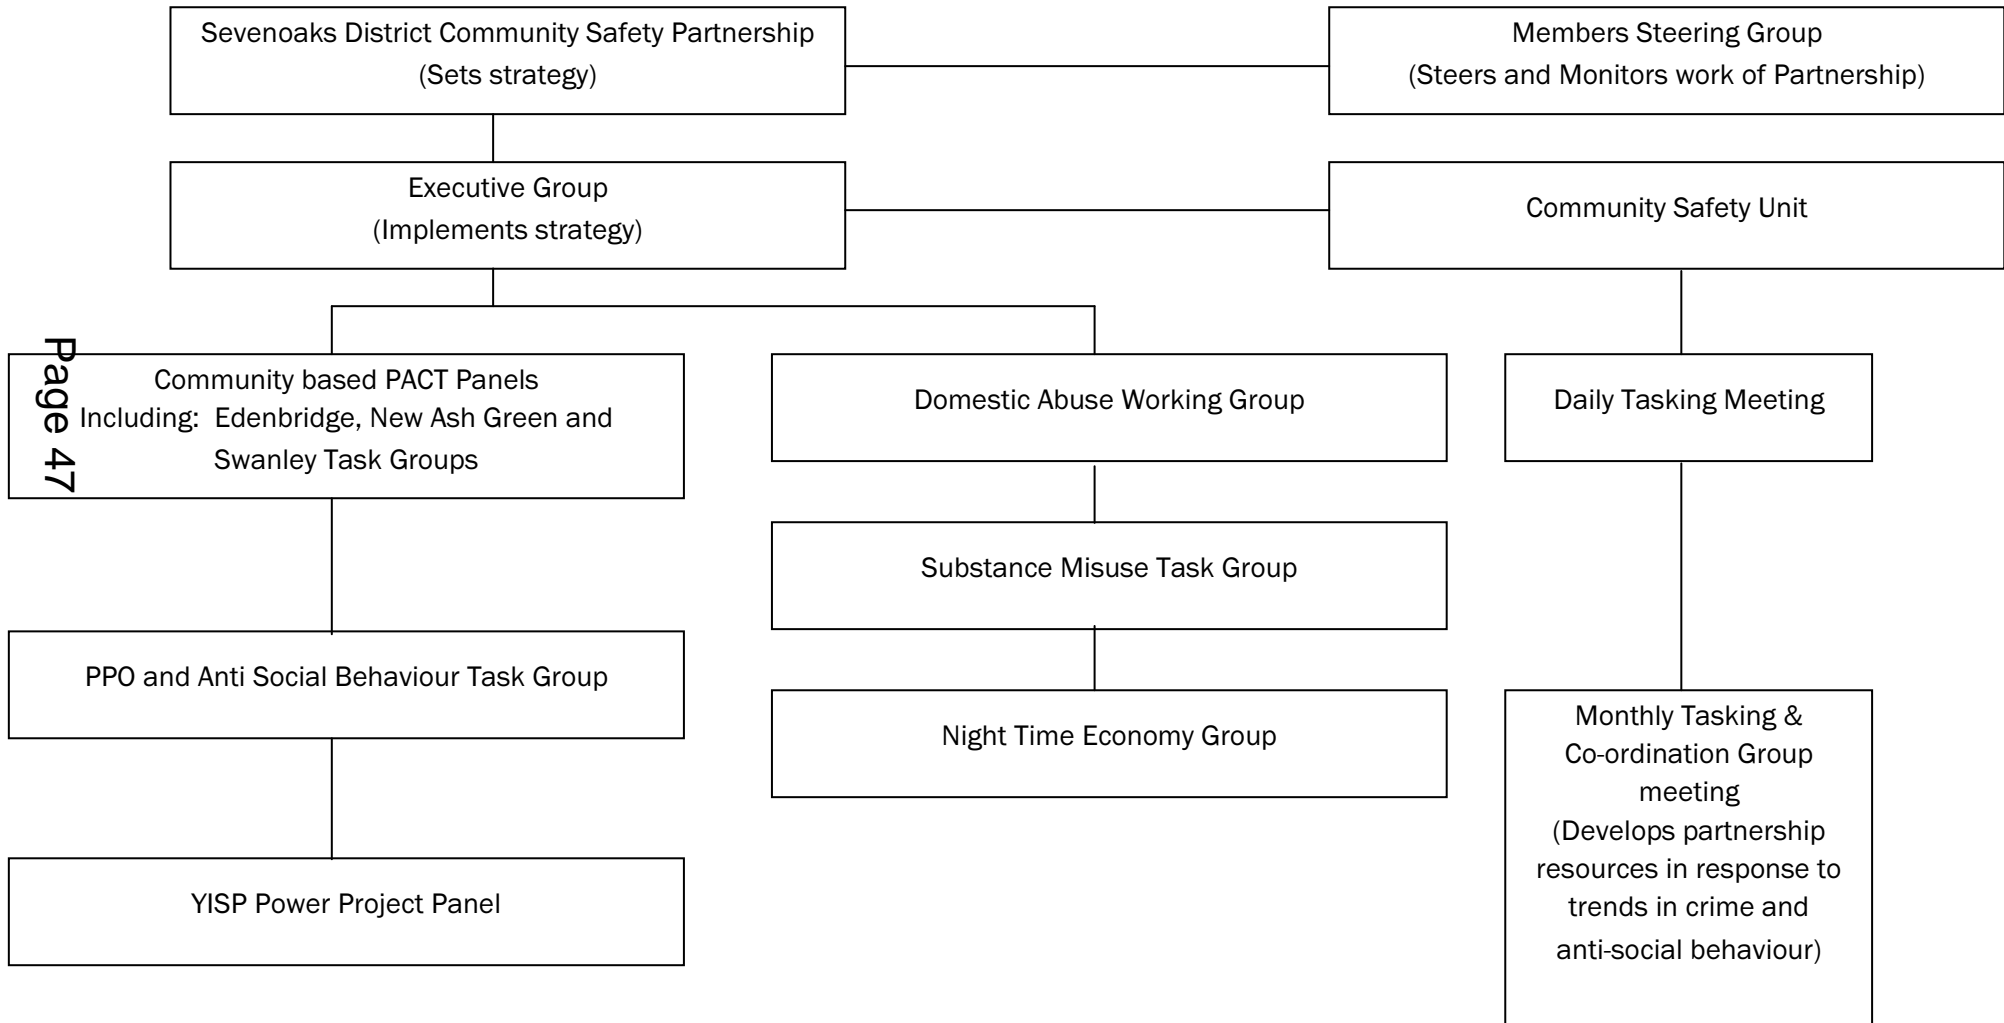 Sevenoaks District Community Safety Partnership
(Sets strategy)
Members Steering Group
(Steers and Monitors work of Partnership)
Executive Group
(Implements strategy)
Community Safety Unit
Page 47
Community based PACT Panels
Including: Edenbridge, New Ash Green and
Swanley Task Groups
Domestic Abuse Working Group
Daily Tasking Meeting
Substance Misuse Task Group
PPO and Anti Social Behaviour Task Group
Night Time Economy Group
Monthly Tasking &
Co-ordination Group
meeting
(Develops partnership
resources in response to
trends in crime and
anti-social behaviour)
YISP Power Project Panel